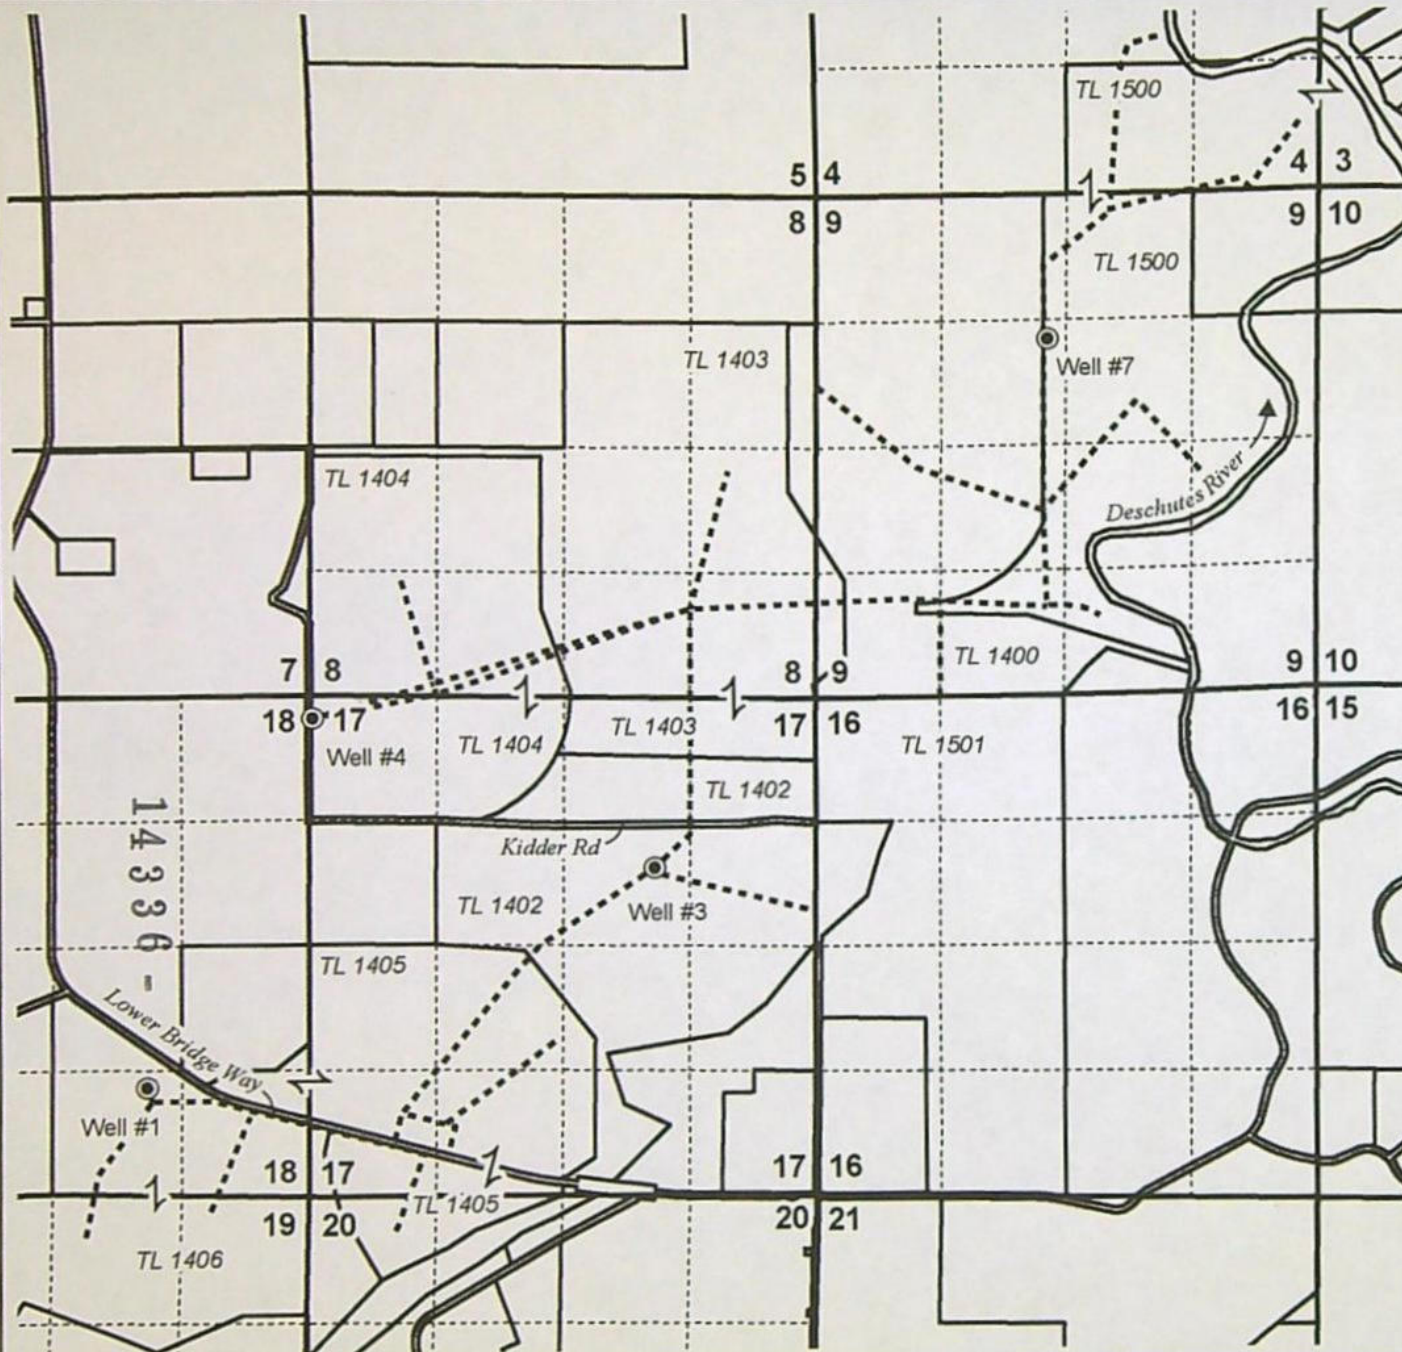 TL 1500
5 4
4 3
8 9
9 10
TL 1500
TL 1403
Well #7
TL 1404
Deschutes River
7 8
8 9
TL 1400
9 10
18 17
TL 1403
17 16
16 15
Well #4
TL 1404
TL 1501
TL 1402
14336-
Kidder Rd
TL 1402
Well #3
TL 1405
Lower Bridge Way
Well #1
18 17
17 16
TL 1405
19 20
20 21
TL 1406